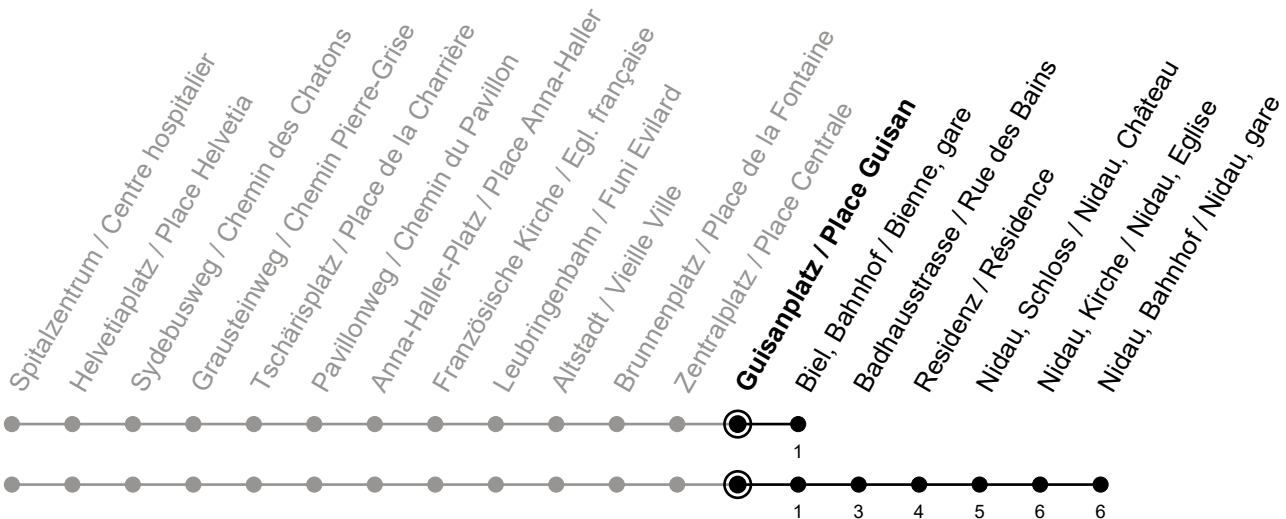 Spitalzentrum / Centre hospitalier
Helvetiaplatz / Place Helvetia
Sydebusweg / Chemin des Chatons
Grausteinweg / Chemin Pierre-Grise
Tschärisplatz / Place de la Charrière
Pavillonweg / Chemin du Pavillon
Anna-Haller-Platz / Place Anna-Haller
Französische Kirche / Egl. française
Leubringenbahn / Funi Evilard
Altstadt / Vieille Ville
Brunnenplatz / Place de la Fontaine
Zentralplatz / Place Centrale
Guisanplatz / Place Guisan
Biel, Bahnhof / Bienne, gare
Badhausstrasse / Rue des Bains
Residenz / Résidence
Nidau, Schloss / Nidau, Château
Nidau, Kirche / Nidau, Eglise
Nidau, Bahnhof / Nidau, gare
1
1 3 4 5 6 6